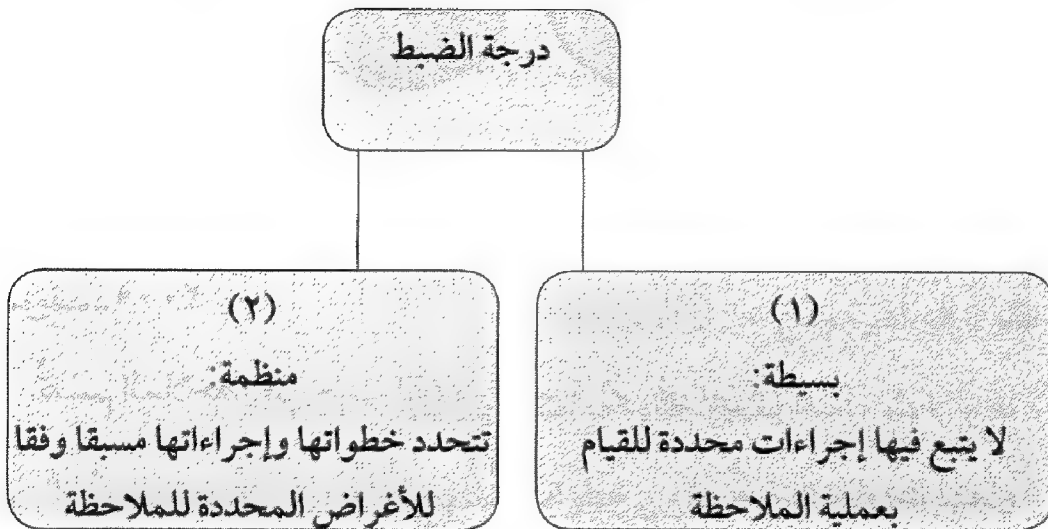 درجة الضبط
(١)
بسيطة:
لا يتبع فيها إجراءات محددة للقيام
بعملية الملاحظة
(٢)
منظمة:
تتحدد خطواتها وإجراءاتها مسبقا وفقا
للأغراض المحددة للملاحظة